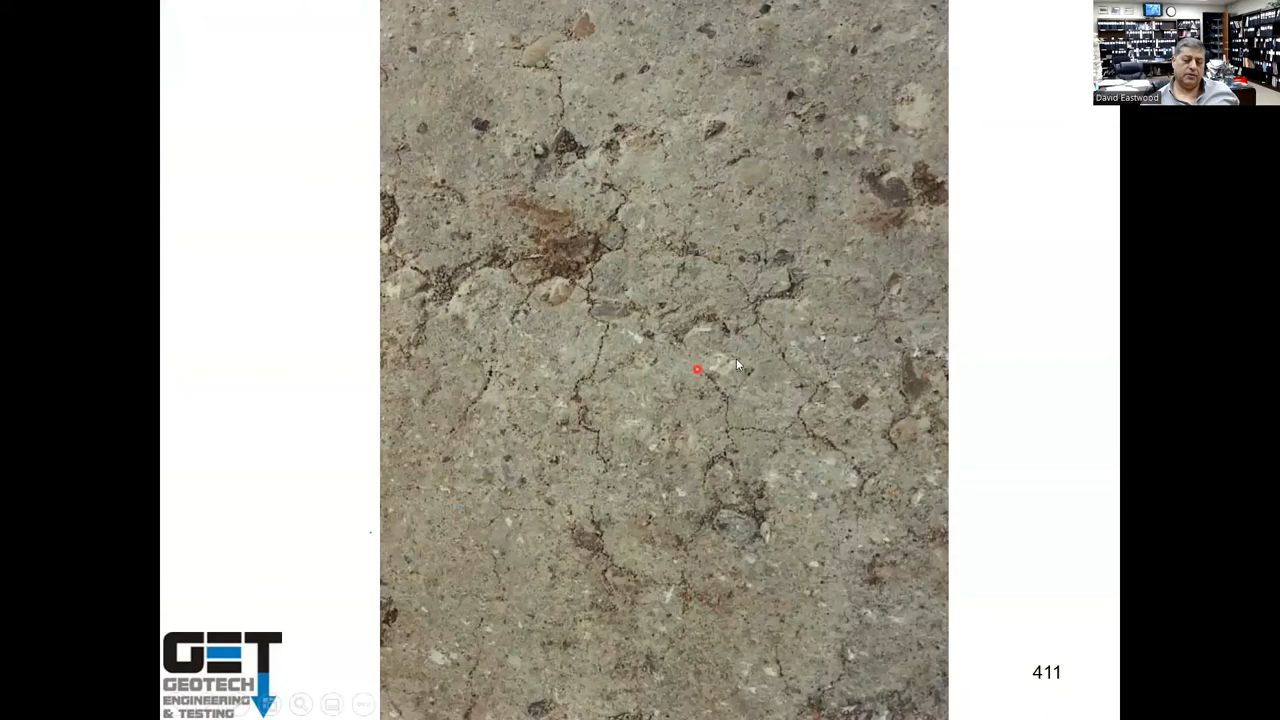 David Eastwood
GET
GEOTECH
ENGINEERING
& TESTING
411